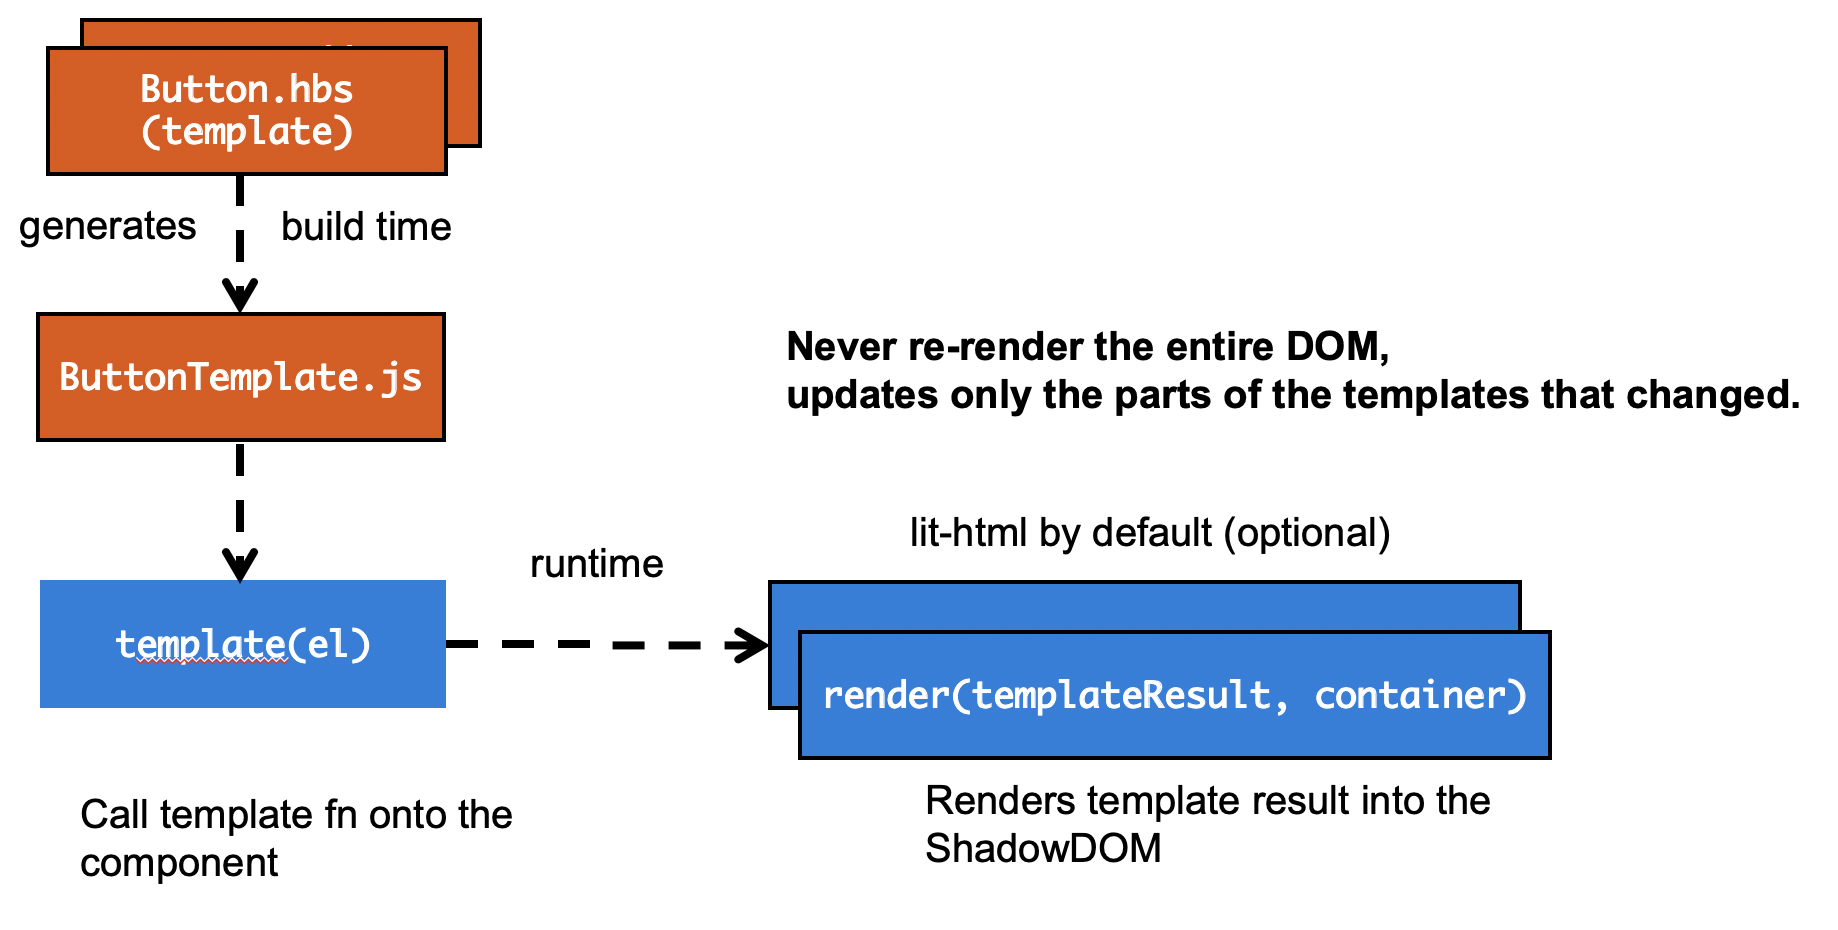 Button.hbs
(template)
generates
build time
ButtonTemplate.js
Never re-render the entire DOM,
updates only the parts of the templates that changed.
lit-html by default (optional)
runtime
template(el)
render(templateResult, container)
Call template fn onto the
component
Renders template result into the
ShadowDOM